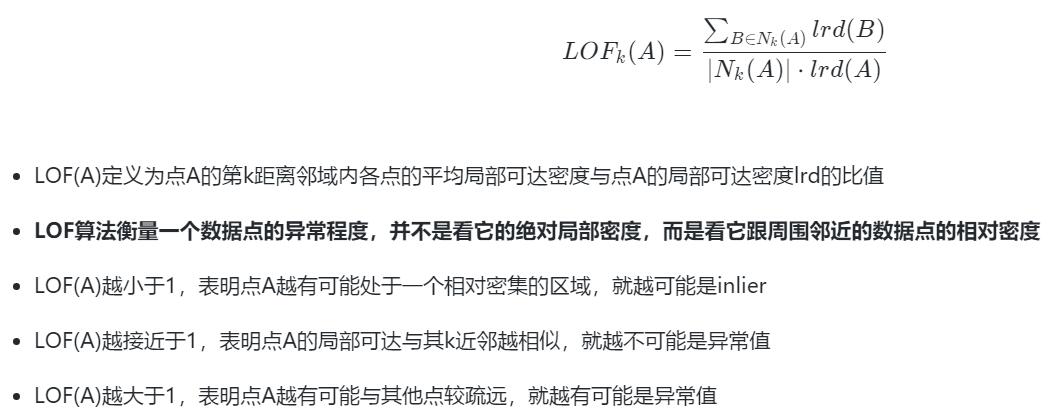 LOFₖ(A) = ∑_{B∈Nₖ(A)} lrd(B) / |Nₖ(A)| · lrd(A)
LOF(A)定义为点A的第k距离邻域内各点的平均局部可达密度与点A的局部可达密度lrd的比值
LOF算法衡量一个数据点的异常程度，并不是看它的绝对局部密度，而是看它跟周围邻近的数据点的相对密度
LOF(A)越小于1，表明点A越有可能处于一个相对密集的区域，就越可能是inlier
LOF(A)越接近于1，表明点A的局部可达与其k近邻越相似，就越不可能是异常值
LOF(A)越大于1，表明点A越有可能与其他点较疏远，就越有可能是异常值